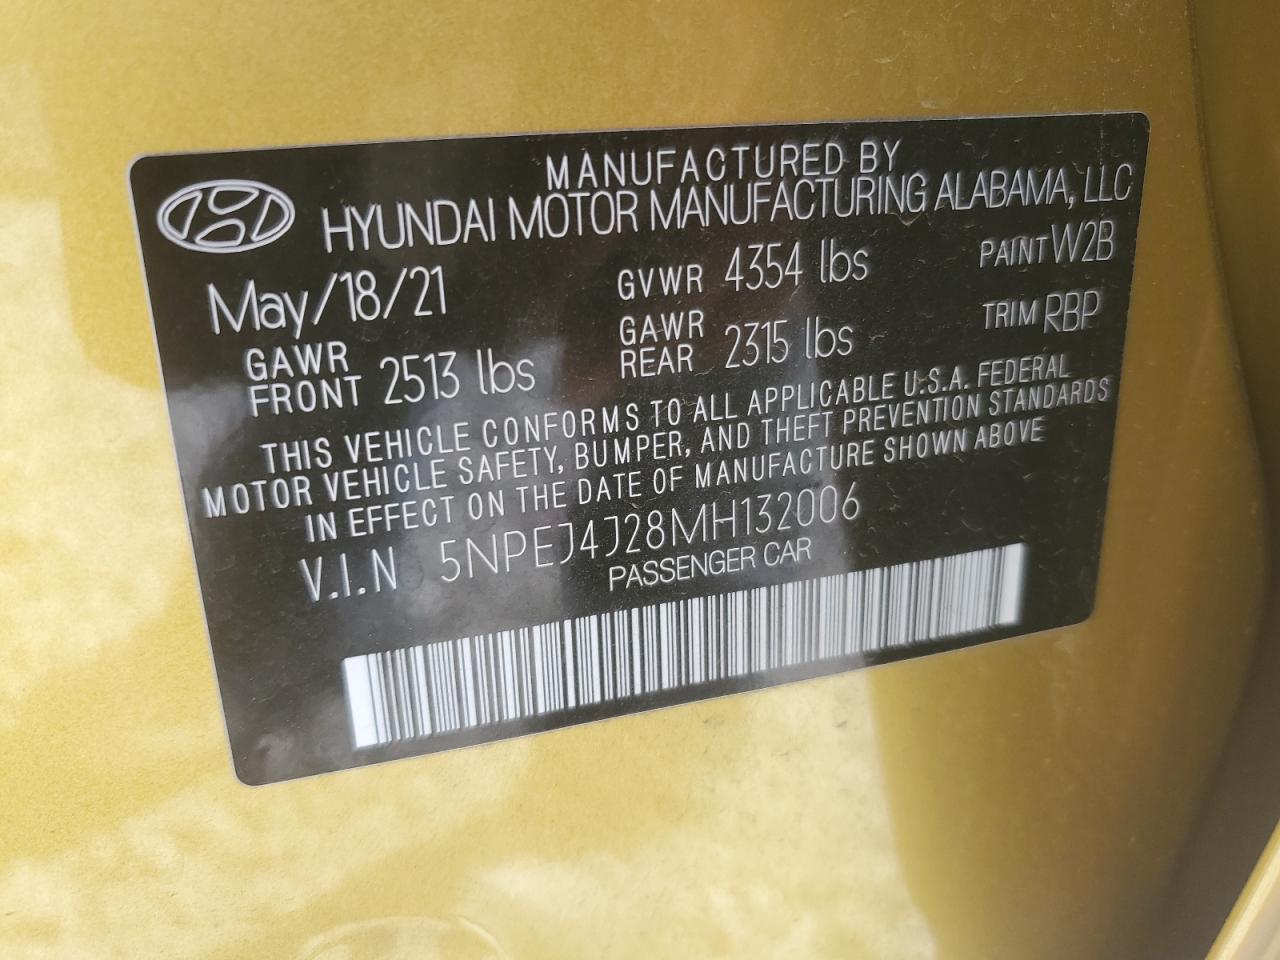 MANUFACTURED BY
HYUNDAI MOTOR MANUFACTURING ALABAMA, LLC
May/18/21 GVWR 4354 lbs PAINT W2B
GAWR FRONT 2513 lbs GAWR REAR 2315 lbs TRIM RBP
THIS VEHICLE CONFORMS TO ALL APPLICABLE U.S.A. FEDERAL
MOTOR VEHICLE SAFETY, BUMPER, AND THEFT PREVENTION STANDARDS
IN EFFECT ON THE DATE OF MANUFACTURE SHOWN ABOVE
V.I.N 5NPEJ4J28MH132006
PASSENGER CAR